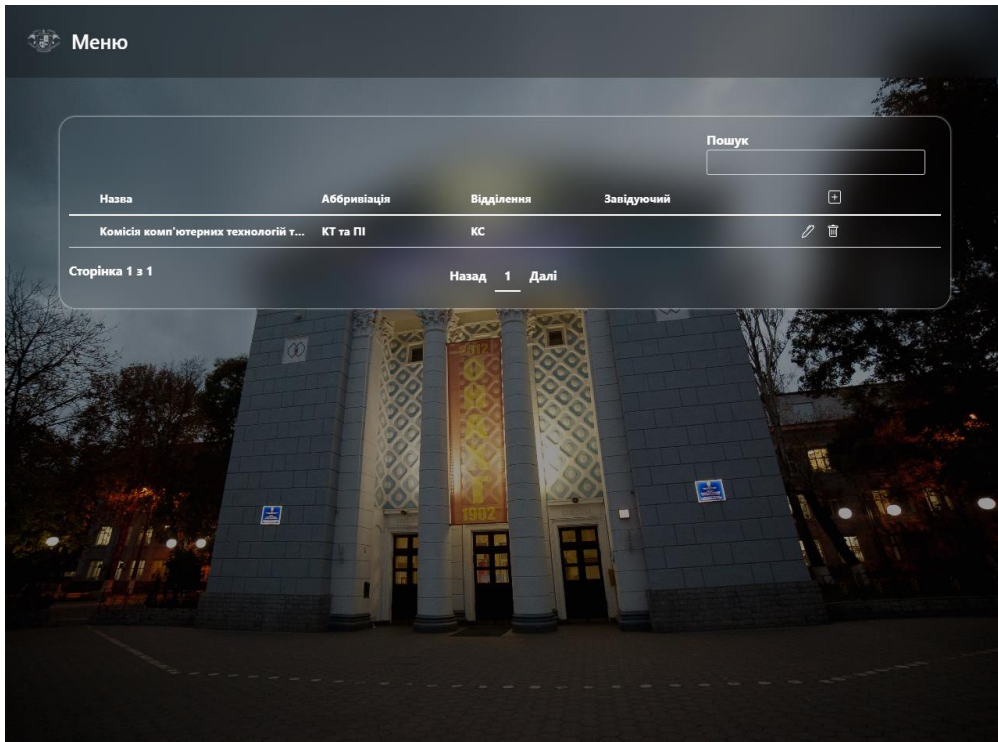 Меню
Пошук
Назва Аббривіація Відділення Завідуючий
Комісія комп'ютерних технологій т... КТ та ПІ КС
Сторінка 1 з 1
Назад 1 Далі
1902